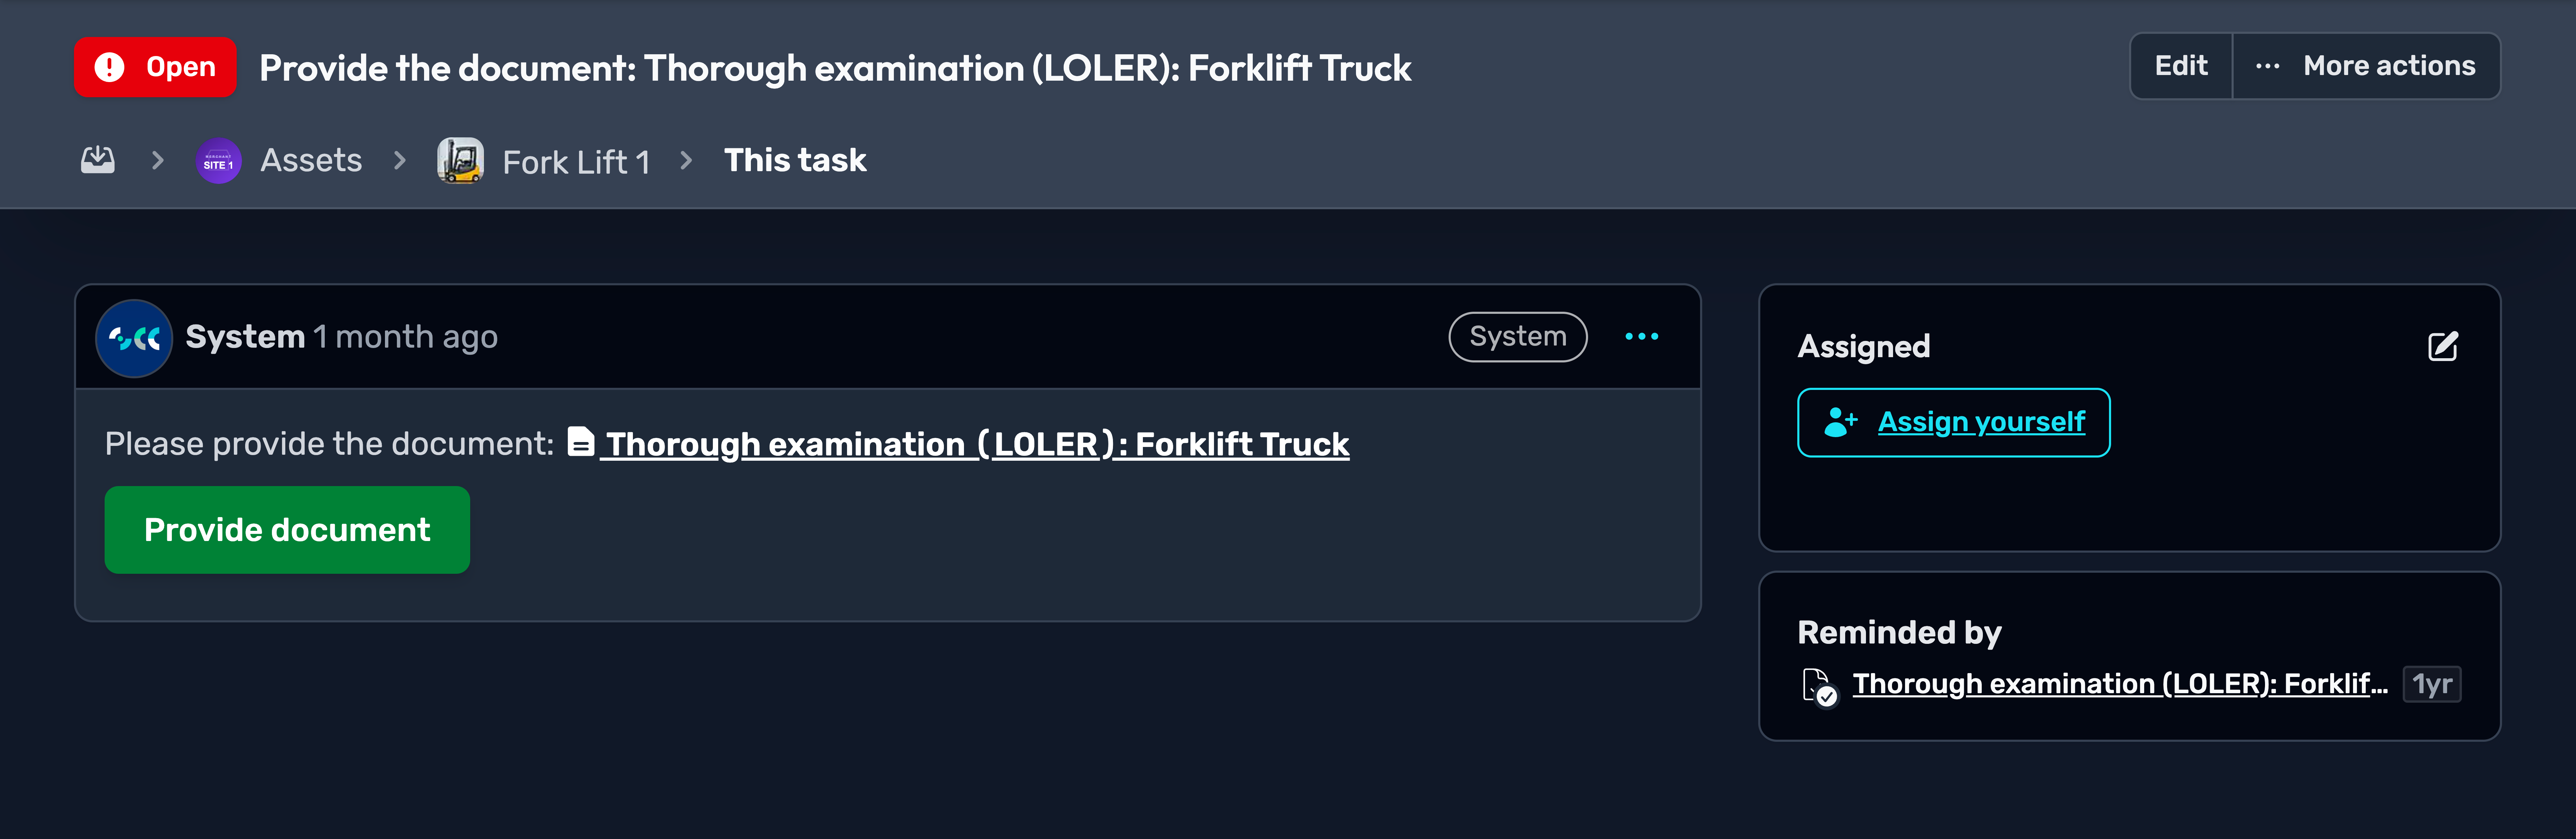 Open
Provide the document: Thorough examination (LOLER): Forklift Truck
Edit
··· More actions
SITE 1
Assets
Fork Lift 1
This task
System 1 month ago
System
Please provide the document: Thorough examination (LOLER): Forklift Truck
Provide document
Assigned
Assign yourself
Reminded by
Thorough examination (LOLER): Forklif... 1yr